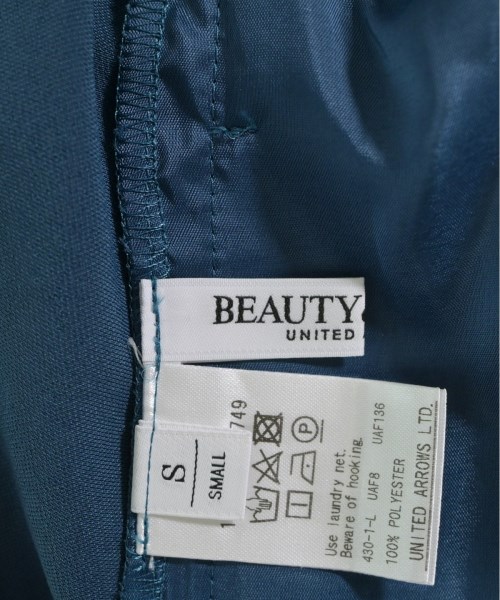 BEAUTY
UNITED
S
SMALL
749
Use laundry net.
Beware of hooking.
430-1-L UAF8 UAF136
100% POLYESTER
UNITED ARROWS LTD.